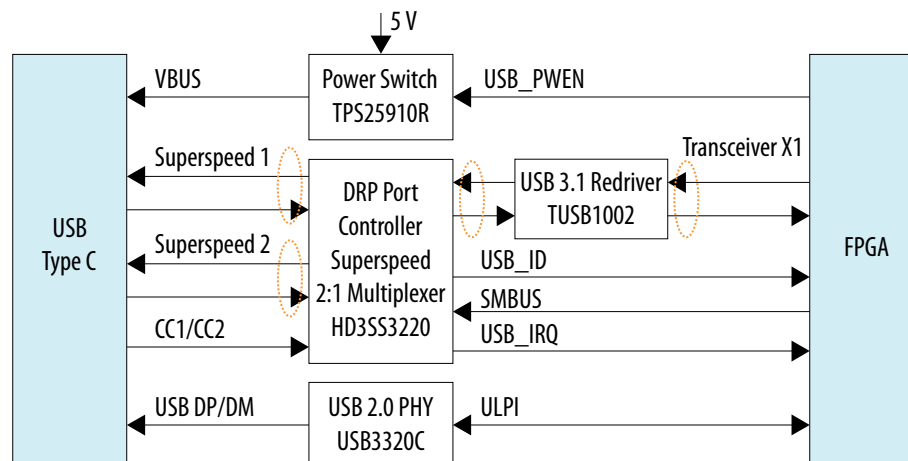 5 V
VBUS
Power Switch
TPS25910R
USB_PWEN
Superspeed 1
Transceiver X1
DRP Port
Controller
Superspeed
2:1 Multiplexer
HD3SS3220
USB 3.1 Redriver
TUSB1002
USB
Type C
Superspeed 2
USB_ID
FPGA
SMBUS
CC1/CC2
USB_IRQ
USB DP/DM
USB 2.0 PHY
USB3320C
ULPI